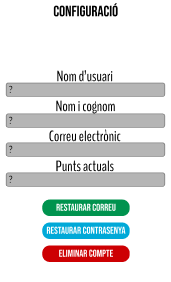 CONFIGURACIÓ
Nom d'usuari
?
Nom i cognom
?
Correu electrònic
?
Punts actuals
?
RESTAURAR CORREU
RESTAURAR CONTRASENYA
ELIMINAR COMPTE